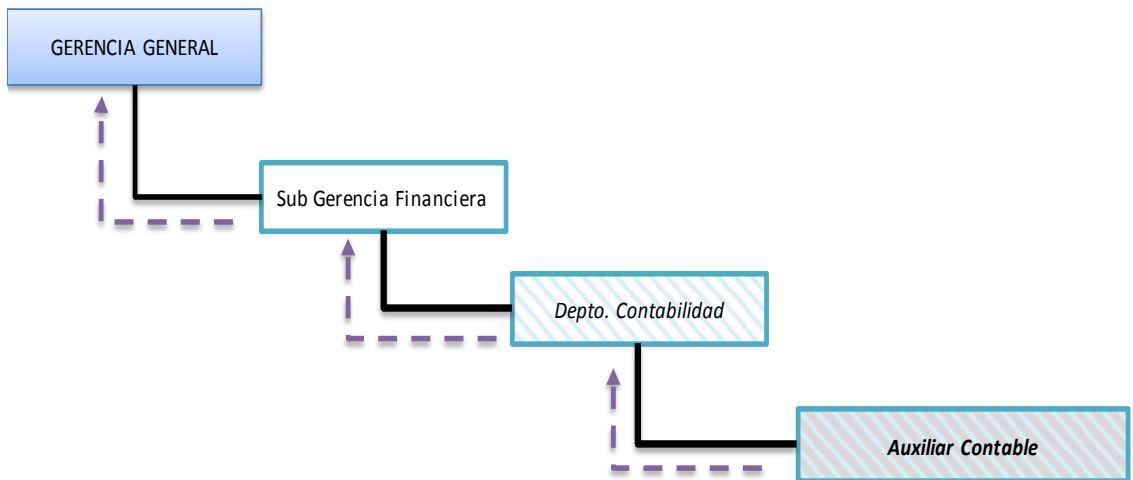 GERENCIA GENERAL
Sub Gerencia Financiera
Depto. Contabilidad
Auxiliar Contable